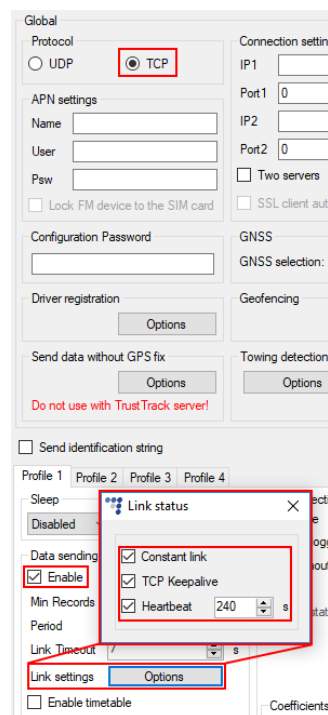 Global
Protocol
UDP
TCP
APN settings
Name
User
Psw
Lock FM device to the SIM card
Configuration Password
Driver registration
Options
Send data without GPS fix
Options
Do not use with TrustTrack server!
Connection settin
IP1
Port1 0
IP2
Port2 0
Two servers
SSL client aut
GNSS
GNSS selection:
Geofencing
Towing detection
Options
Send identification string
Profile 1 Profile 2 Profile 3 Profile 4
Sleep
Disabled
Data sending
Enable
Min Records
Period
Link Timeout 7 s
Link settings Options
Enable timetable
Link status
Constant link
TCP Keepalive
Heartbeat 240 s
Coefficients